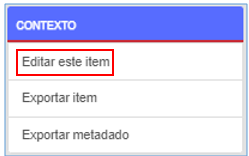 CONTEXTO
Editar este item
Exportar item
Exportar metadado